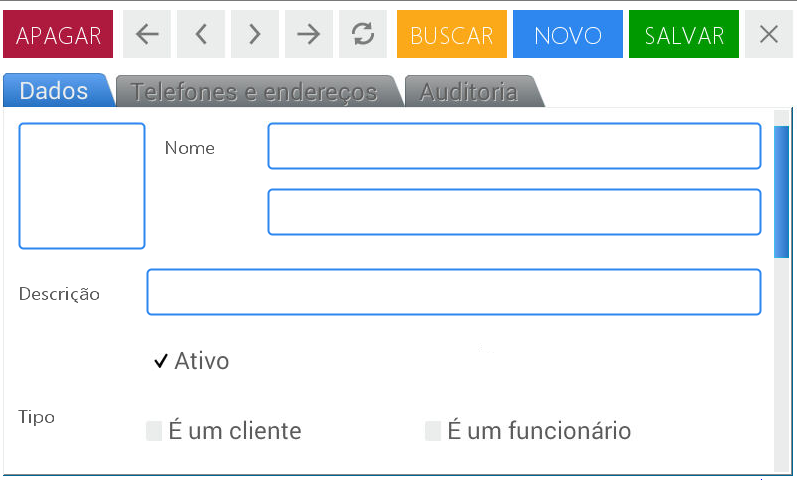 APAGAR BUSCAR NOVO SALVAR
Dados Telefones e endereços Auditoria
Nome
Descrição
Ativo
Tipo
É um cliente É um funcionário